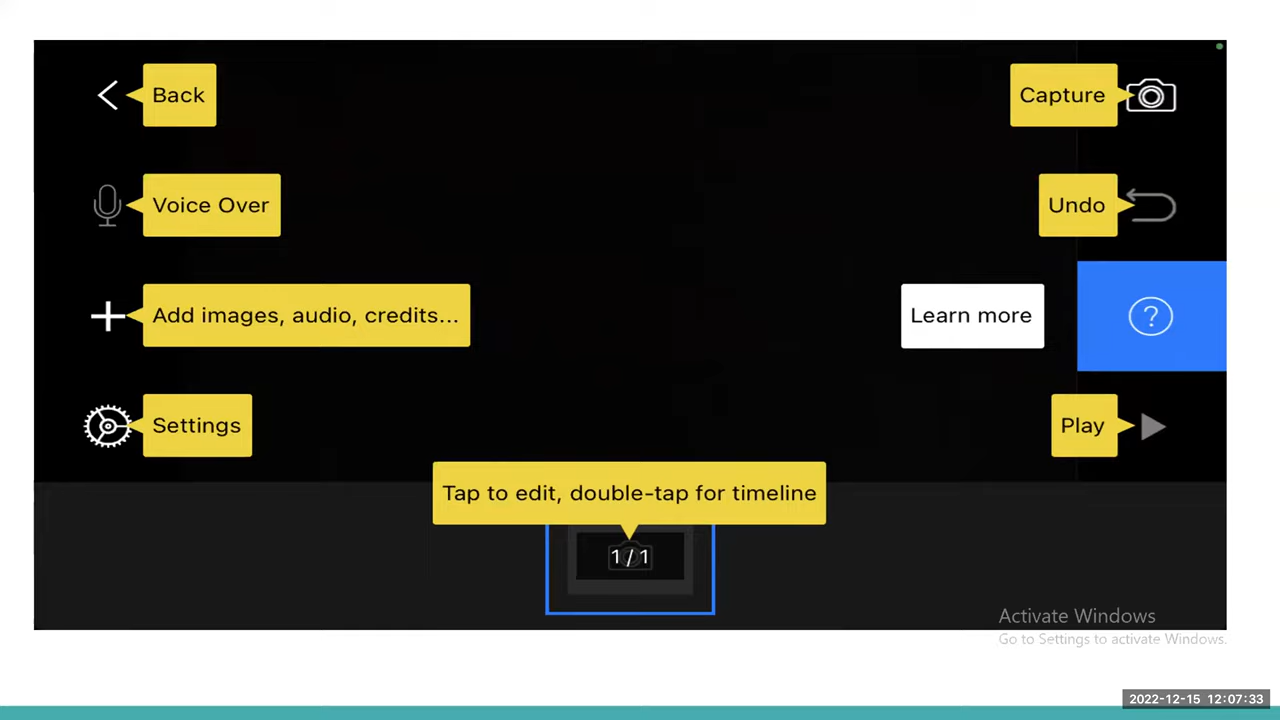 Back
Capture
Voice Over
Undo
Add images, audio, credits...
Learn more
?
Settings
Play
Tap to edit, double-tap for timeline
1/1
Activate Windows
Go to Settings to activate Windows.
2022-12-15 12:07:33